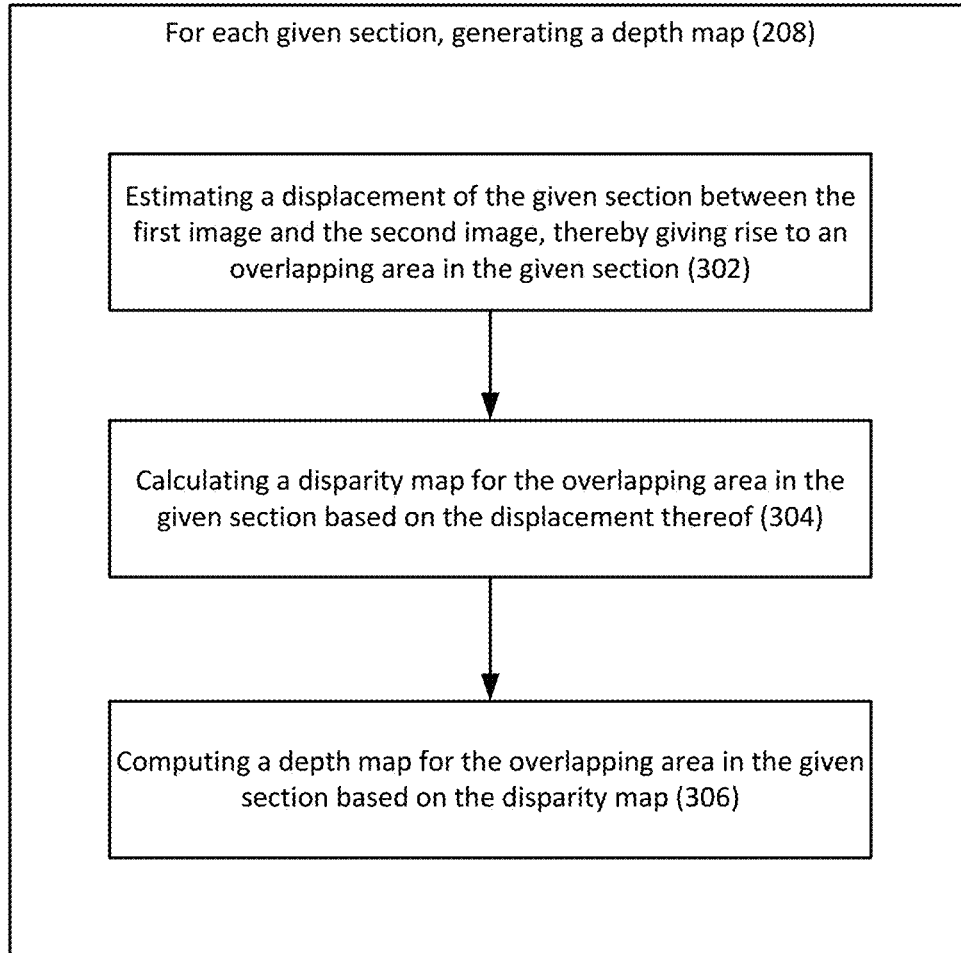 For each given section, generating a depth map (208)
Estimating a displacement of the given section between the
first image and the second image, thereby giving rise to an
overlapping area in the given section (302)
Calculating a disparity map for the overlapping area in the
given section based on the displacement thereof (304)
Computing a depth map for the overlapping area in the given
section based on the disparity map (306)